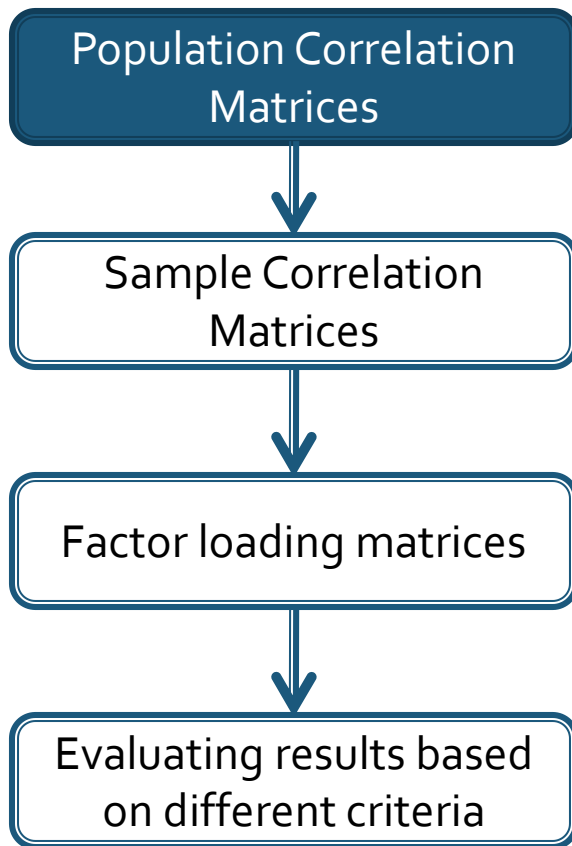 Population Correlation
Matrices
Sample Correlation
Matrices
Factor loading matrices
Evaluating results based
on different criteria